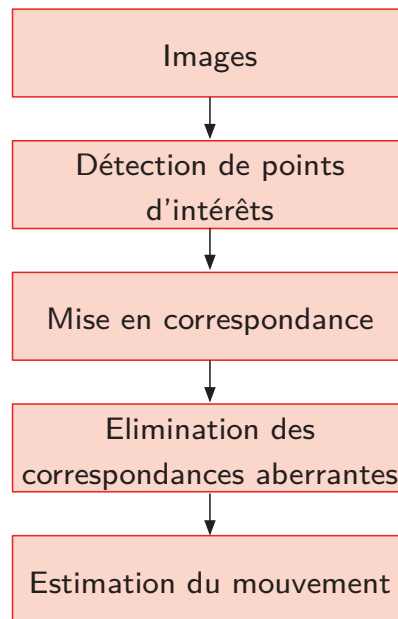 Images
Détection de points
d'intérêts
Mise en correspondance
Elimination des
correspondances aberrantes
Estimation du mouvement